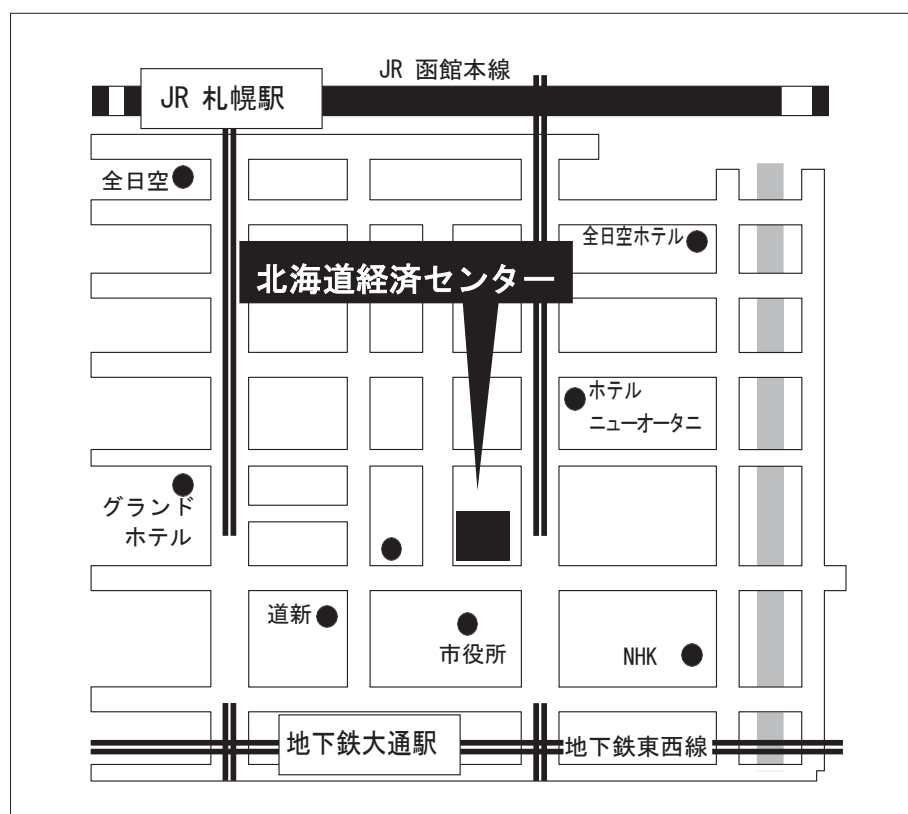 JR 函館本線
JR 札幌駅
全日空
全日空ホテル
北海道経済センター
ホテル
ニューオータニ
グランド
ホテル
道新
市役所
NHK
地下鉄大通駅
地下鉄東西線